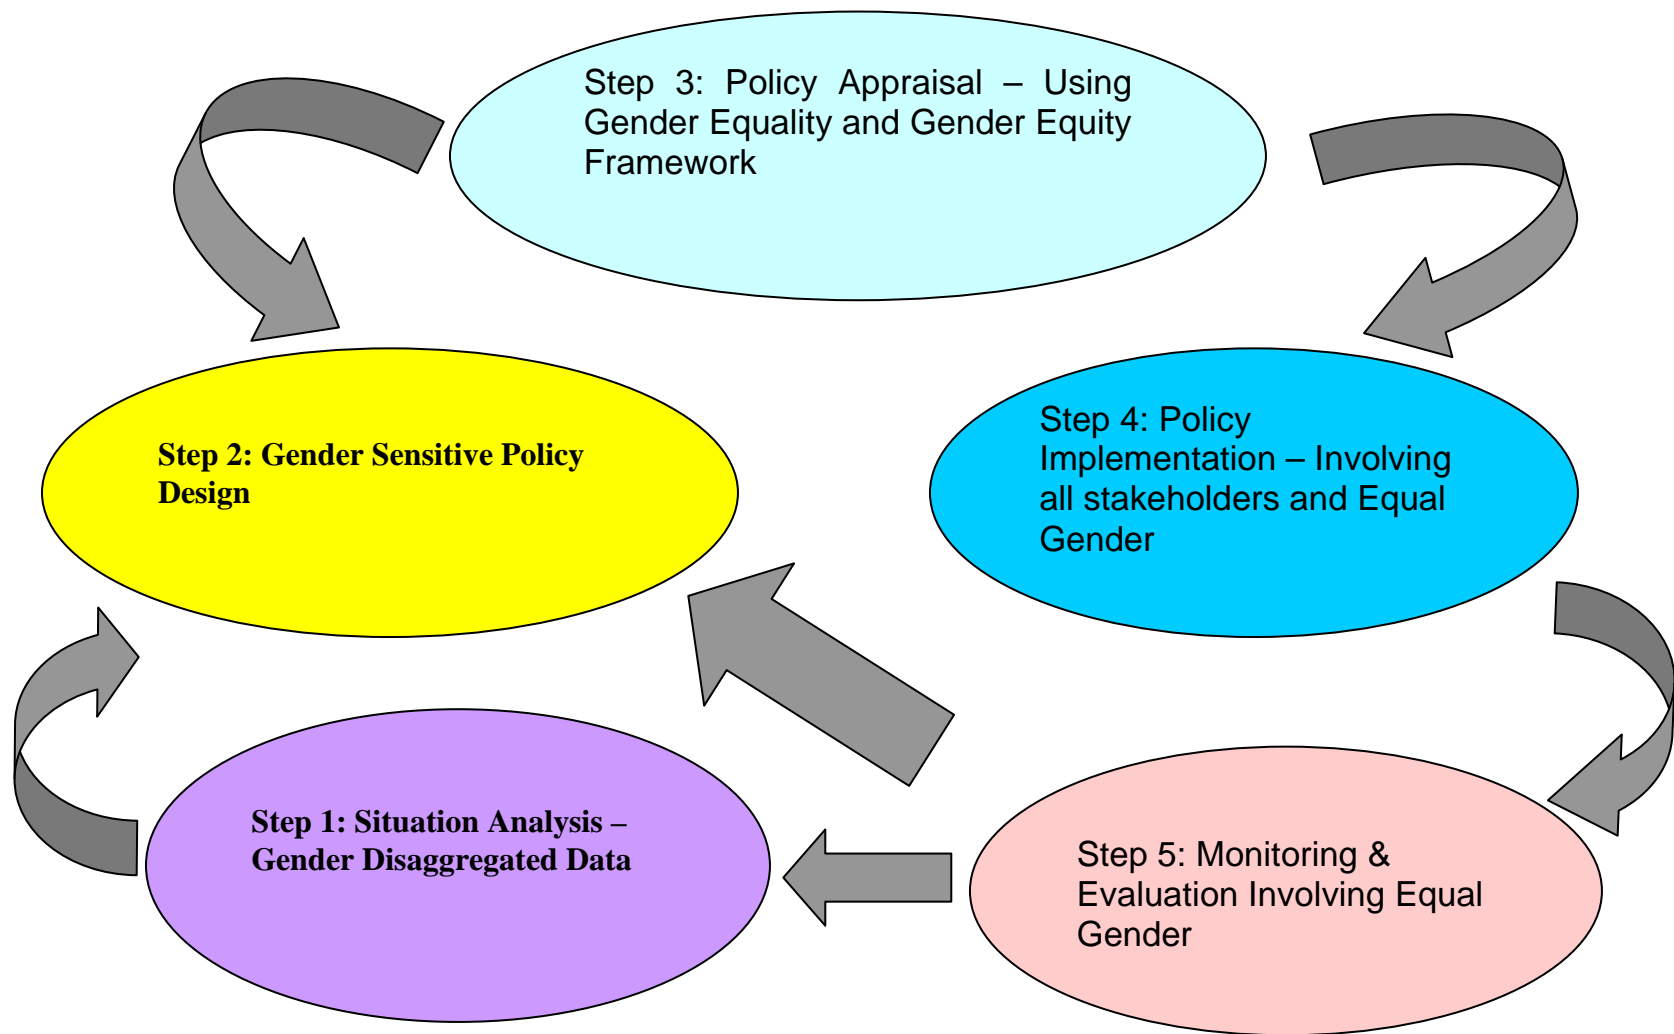 Step 3: Policy Appraisal – Using
Gender Equality and Gender Equity
Framework
Step 2: Gender Sensitive Policy
Design
Step 4: Policy
Implementation – Involving
all stakeholders and Equal
Gender
Step 1: Situation Analysis –
Gender Disaggregated Data
Step 5: Monitoring &
Evaluation Involving Equal
Gender